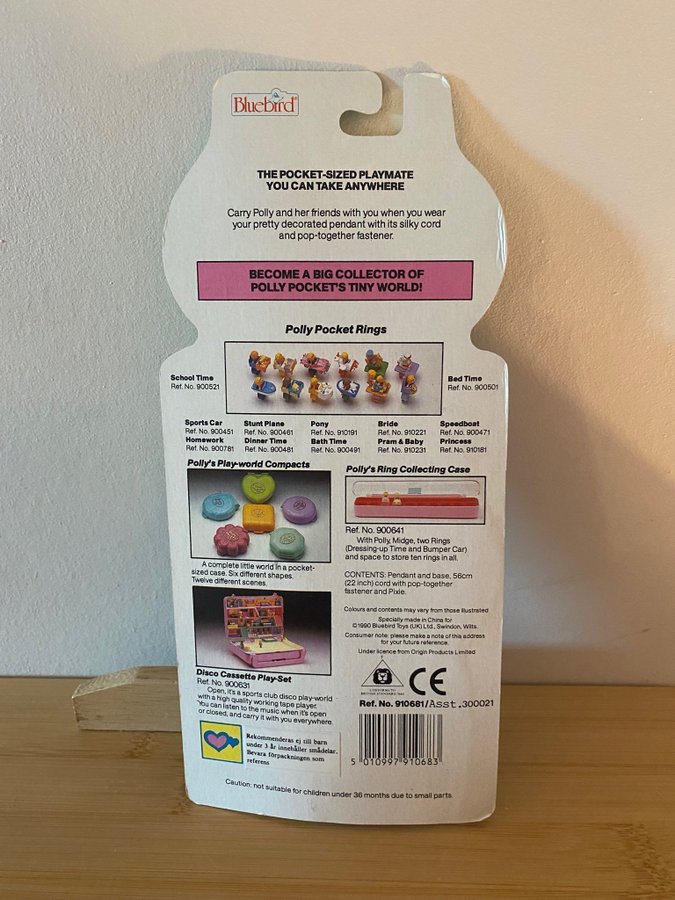 Bluebird®
THE POCKET-SIZED PLAYMATE
YOU CAN TAKE ANYWHERE
Carry Polly and her friends with you when you wear
your pretty decorated pendant with its silky cord
and pop-together fastener.
BECOME A BIG COLLECTOR OF
POLLY POCKET'S TINY WORLD!
Polly Pocket Rings
School Time
Ref. No. 900521
Bed Time
Ref. No. 900501
Sports Car
Ref. No. 900451
Homework
Ref. No. 900781
Stunt Plane
Ref. No. 900461
Dinner Time
Ref. No. 900481
Pony
Ref. No. 910191
Bath Time
Ref. No. 900491
Bride
Ref. No. 910221
Pram & Baby
Ref. No. 910231
Speedboat
Ref. No. 900471
Princess
Ref. No. 910181
Polly's Play-world Compacts
A complete little world in a pocket-
sized case. Six different shapes.
Twelve different scenes.
Disco Cassette Play-Set
Ref. No. 900631
Open, it's a sports club disco play-world
with a high quality working tape player.
You can listen to the music when it's open
or closed, and carry it with you everywhere.
Rekommenderas ej till barn
under 3 år innehåller smådelar.
Bevara förpackningen som
referens
Polly's Ring Collecting Case
Ref. No. 900641
With Polly, Midge, two Rings
(Dressing-up Time and Bumper Car)
and space to store ten rings in all.
CONTENTS: Pendant and base, 56cm
(22 inch) cord with pop-together
fastener and Pixie.
Colours and contents may vary from those illustrated
Specially made in China for
©1990 Bluebird Toys (UK) Ltd., Swindon, Wilts.
Consumer note: please make a note of this address
for your future reference.
Under licence from Origin Products Limited
CE
Ref. No. 910681/Asst.300021
5 010997 910683
Caution: not suitable for children under 36 months due to small parts.